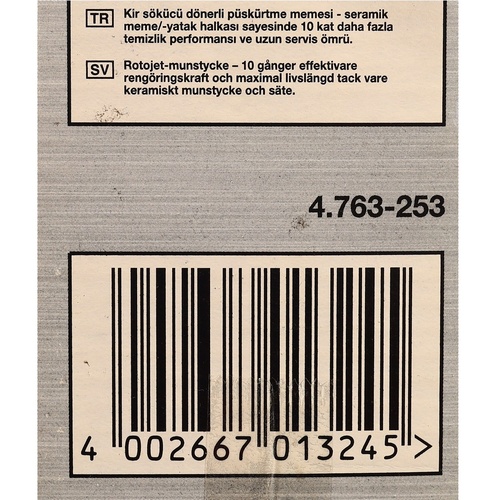 TR Kir sökücü dönerli püskürtme memesi - seramik
meme/-yatak halkası sayesinde 10 kat daha fazla
temizlik performansı ve uzun servis ömrü.
SV Rotojet-munstycke – 10 gånger effektivare
rengöringskraft och maximal livslängd tack vare
keramiskt munstycke och säte.
4.763-253
4 002667 013245 >